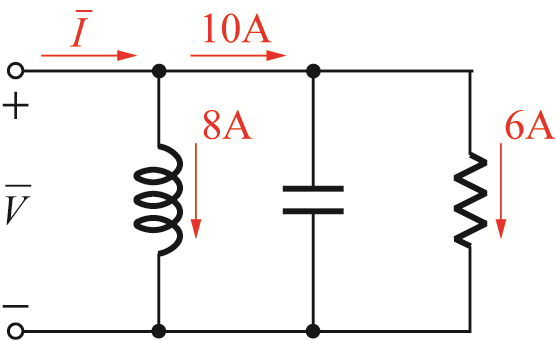 Ī 10A
+ 8A 6A
V̄
−